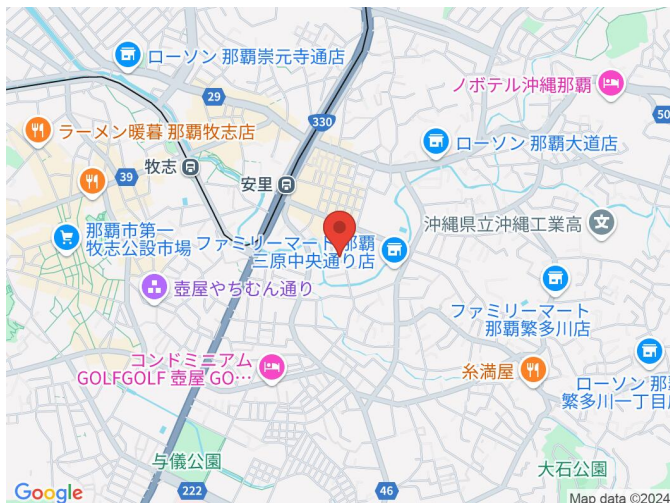 ローソン 那覇崇元寺通店
ノボテル沖縄那覇
29
330
50
ラーメン暖暮 那覇牧志店
ローソン 那覇大道店
牧志
39
安里
沖縄県立沖縄工業高
那覇市第一
牧志公設市場
ファミリーマート 那覇
三原中央通り店
壺屋やちむん通り
ファミリーマート
那覇繁多川店
コンドミニアム
GOLFGOLF 壺屋 GO…
糸満屋
ローソン 那
繁多川一丁目
与儀公園
大石公園
222
46
Google
Map data ©2024